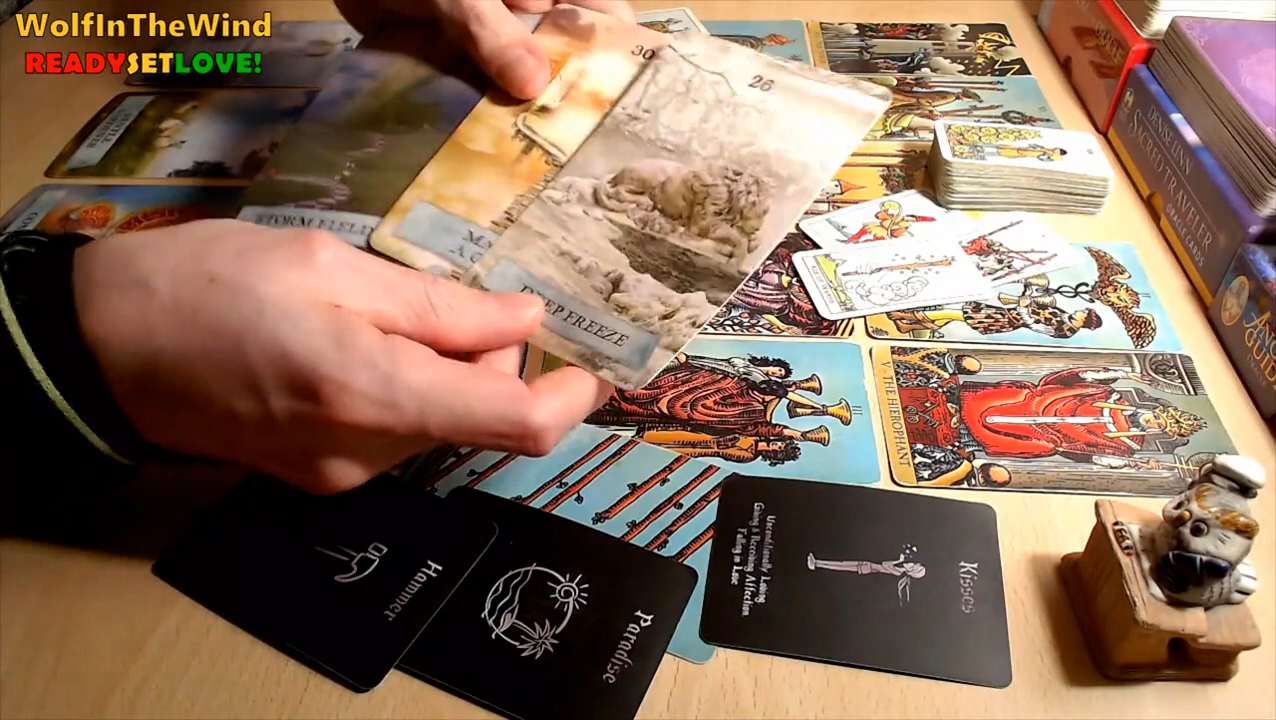 WolfInTheWind
READYSETLOVE!
30
26
STORM FIELD
DEEP FREEZE
V THE HIEROPHANT
III
DENISE LINN
SACRED TRAVELER
ORACLE CARDS
Hammer
Paradise
Kisses
Unconditionally Loving
Giving & Receiving Affection
Falling in Love